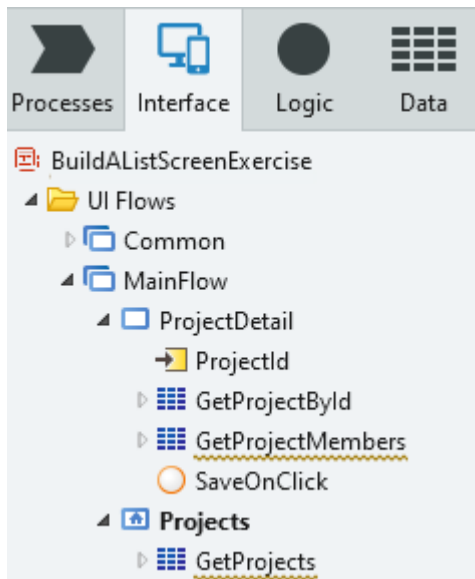 Processes Interface Logic Data
BuildAListScreenExercise
UI Flows
Common
MainFlow
ProjectDetail
ProjectId
GetProjectById
GetProjectMembers
SaveOnClick
Projects
GetProjects